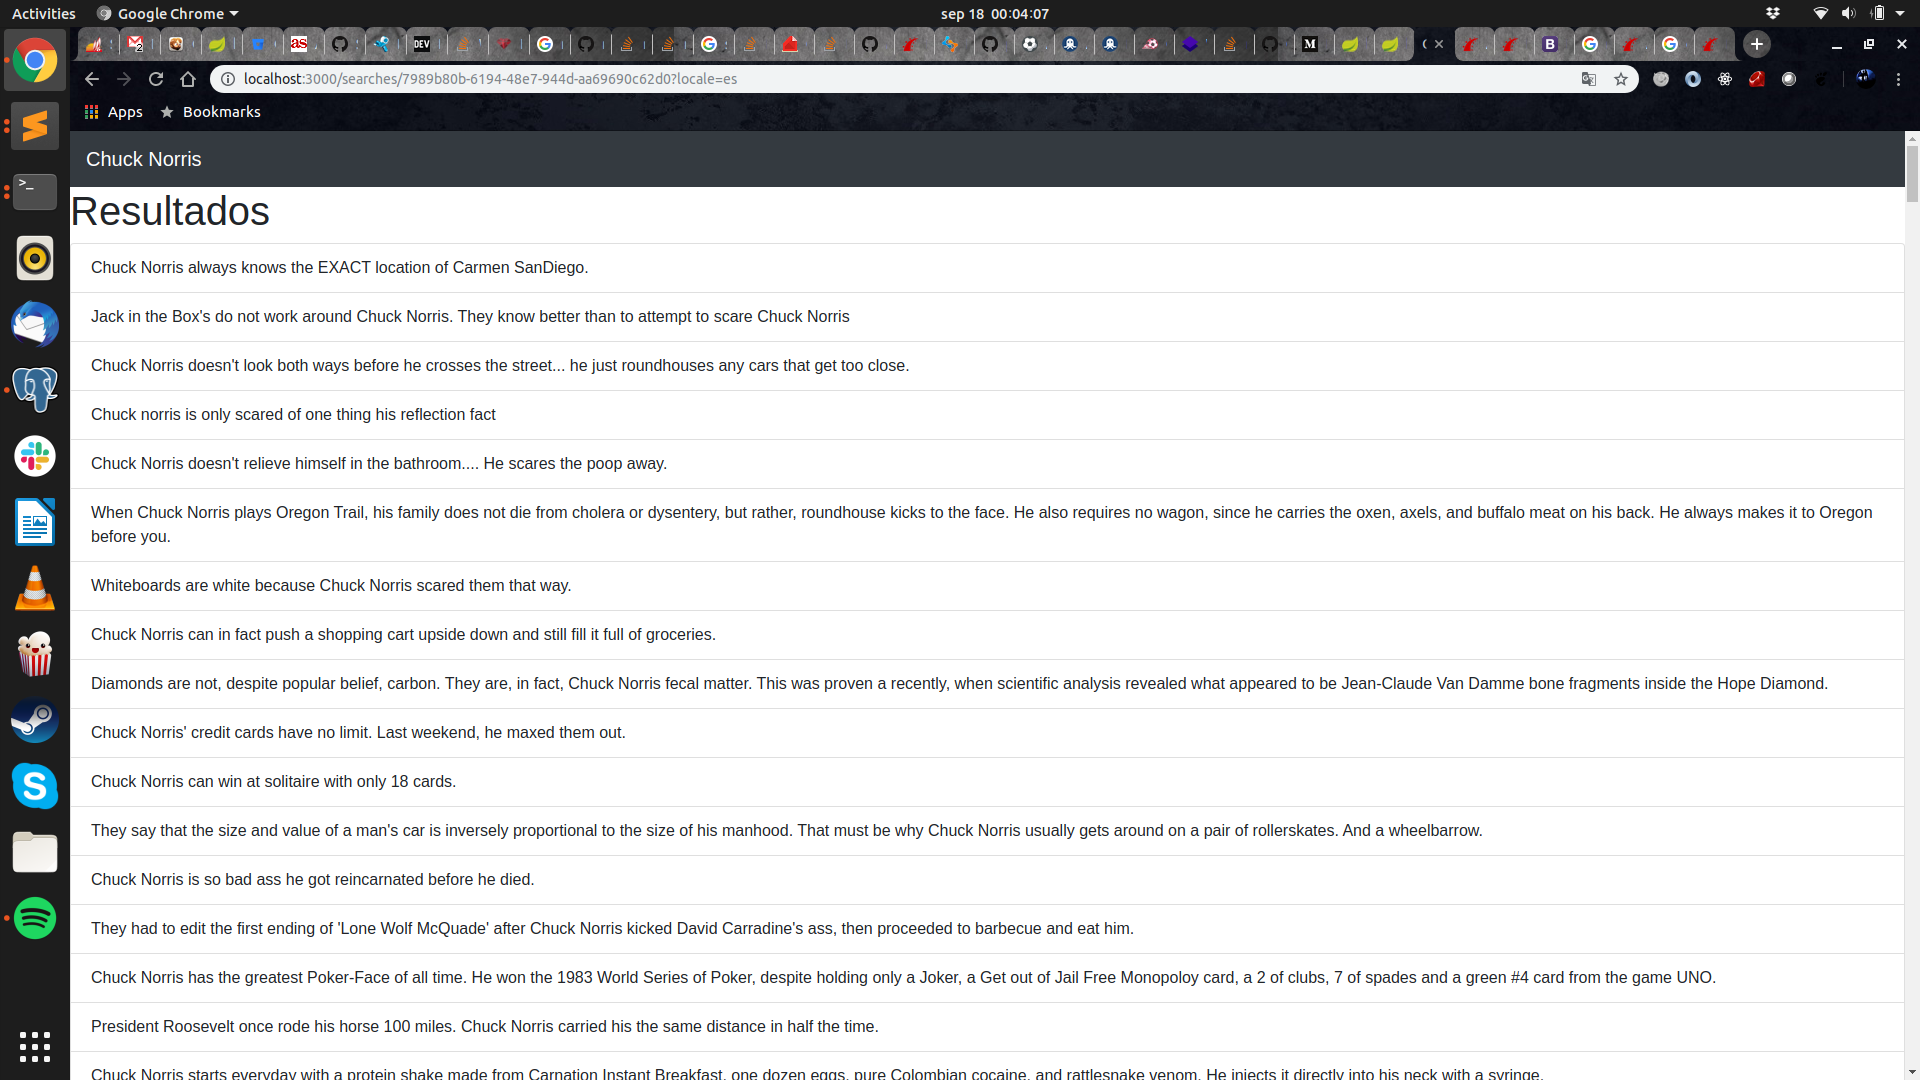 Activities Google Chrome sep 18 00:04:07
2 as DEV M B
localhost:3000/searches/7989b80b-6194-48e7-944d-aa69690c62d0?locale=es
Apps Bookmarks
Chuck Norris
Resultados
Chuck Norris always knows the EXACT location of Carmen SanDiego.
Jack in the Box's do not work around Chuck Norris. They know better than to attempt to scare Chuck Norris
Chuck Norris doesn't look both ways before he crosses the street... he just roundhouses any cars that get too close.
Chuck norris is only scared of one thing his reflection fact
Chuck Norris doesn't relieve himself in the bathroom.... He scares the poop away.
When Chuck Norris plays Oregon Trail, his family does not die from cholera or dysentery, but rather, roundhouse kicks to the face. He also requires no wagon, since he carries the oxen, axels, and buffalo meat on his back. He always makes it to Oregon
before you.
Whiteboards are white because Chuck Norris scared them that way.
Chuck Norris can in fact push a shopping cart upside down and still fill it full of groceries.
Diamonds are not, despite popular belief, carbon. They are, in fact, Chuck Norris fecal matter. This was proven a recently, when scientific analysis revealed what appeared to be Jean-Claude Van Damme bone fragments inside the Hope Diamond.
Chuck Norris' credit cards have no limit. Last weekend, he maxed them out.
Chuck Norris can win at solitaire with only 18 cards.
They say that the size and value of a man's car is inversely proportional to the size of his manhood. That must be why Chuck Norris usually gets around on a pair of rollerskates. And a wheelbarrow.
Chuck Norris is so bad ass he got reincarnated before he died.
They had to edit the first ending of 'Lone Wolf McQuade' after Chuck Norris kicked David Carradine's ass, then proceeded to barbecue and eat him.
Chuck Norris has the greatest Poker-Face of all time. He won the 1983 World Series of Poker, despite holding only a Joker, a Get out of Jail Free Monopoloy card, a 2 of clubs, 7 of spades and a green #4 card from the game UNO.
President Roosevelt once rode his horse 100 miles. Chuck Norris carried his the same distance in half the time.
Chuck Norris starts everyday with a protein shake made from Carnation Instant Breakfast, one dozen eggs, pure Colombian cocaine, and rattlesnake venom. He injects it directly into his neck with a syringe.